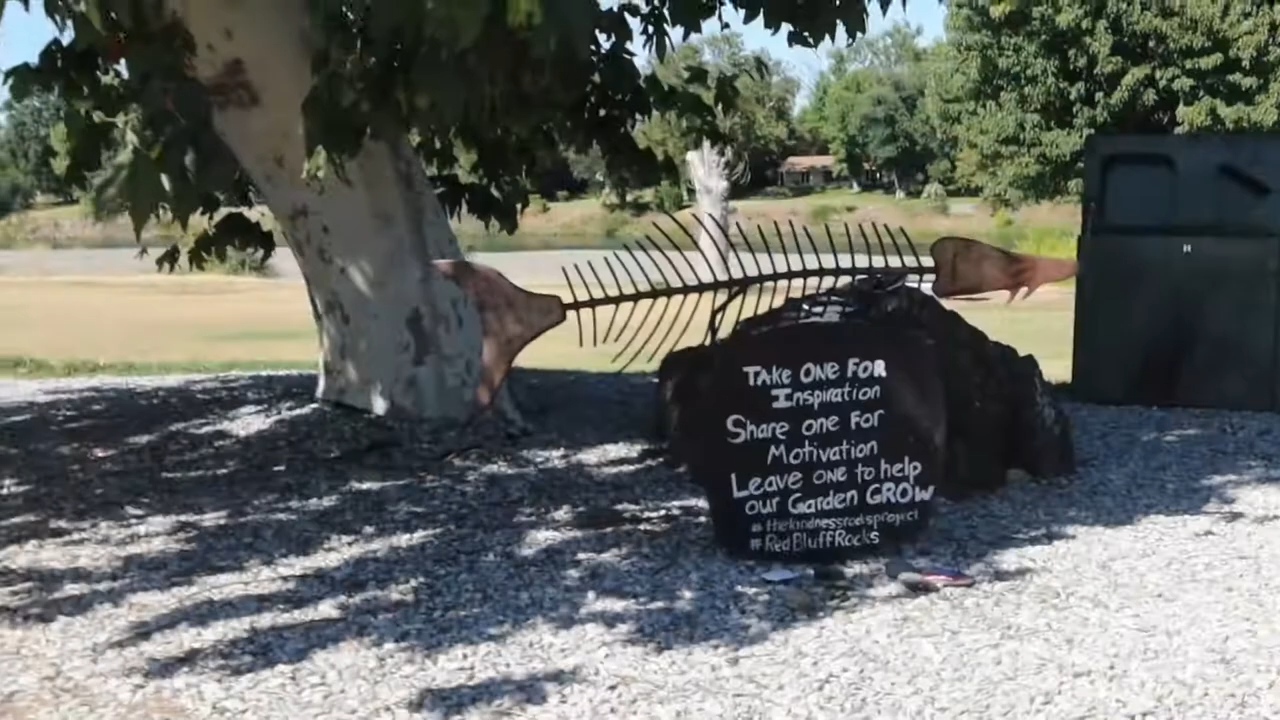 Take ONE FOR
Inspiration
Share one For
Motivation
Leave ONE to help
our Garden GROW
#thekindnessrocksproject
#RedBluffRocks